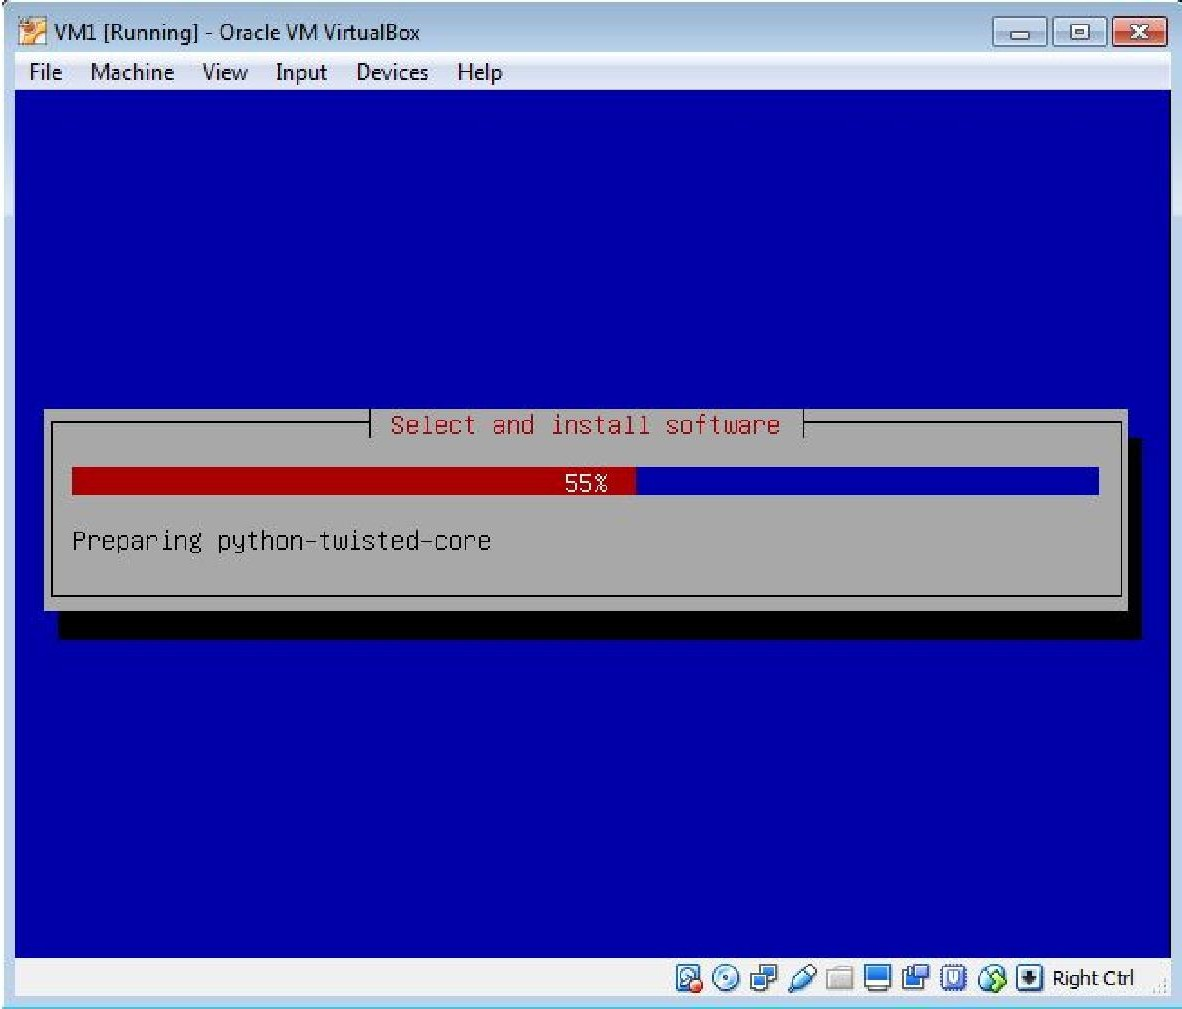 VM1 [Running] - Oracle VM VirtualBox
File Machine View Input Devices Help
Select and install software
55%
Preparing python-twisted-core
Right Ctrl